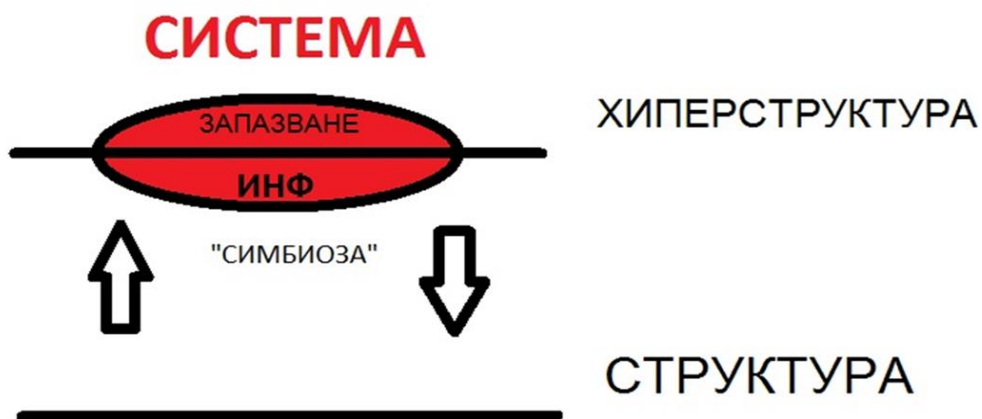 СИСТЕМА
ЗАПАЗВАНЕ
ХИПЕРСТРУКТУРА
ИНФ
"СИМБИОЗА"
СТРУКТУРА